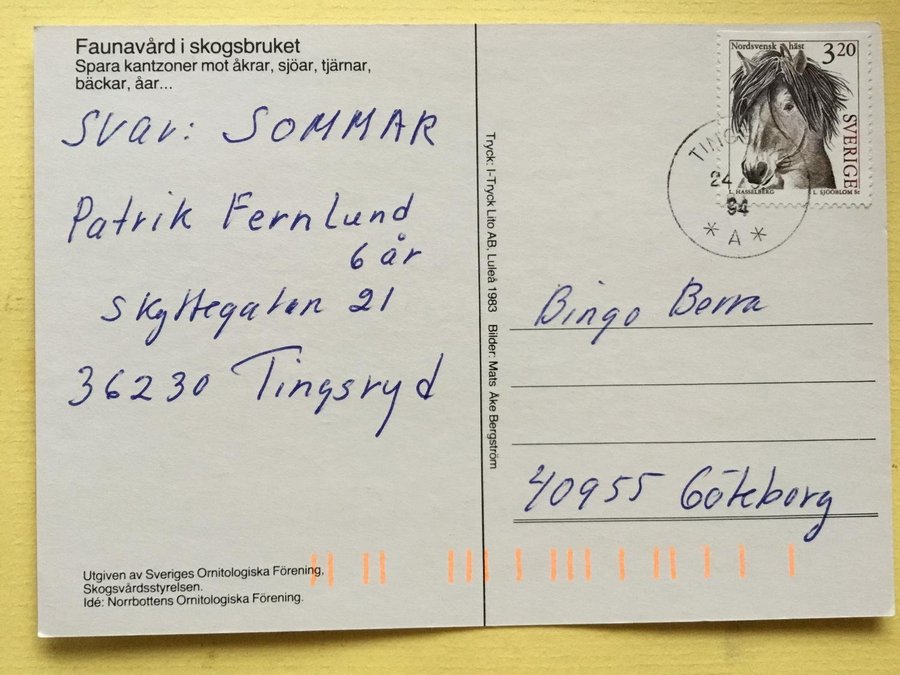 Faunavård i skogsbruket
Spara kantzoner mot åkrar, sjöar, tjärnar,
bäckar, åar...
Svar: SOMMAR
Patrik Fernlund
6 år
Skyttegatan 21
36230 Tingsryd
Utgiven av Sveriges Ornitologiska Förening,
Skogsvårdsstyrelsen.
Idé: Norrbottens Ornitologiska Förening.
Tryck: I-Tryck Lito AB, Luleå 1983 Bilder: Mats Åke Bergström
Nordsvensk häst
3 20
SVERIGE
L. HASSELBERG L. SJÖÖBLOM SC
24
94
* A *
Bingo Berra
40955 Göteborg